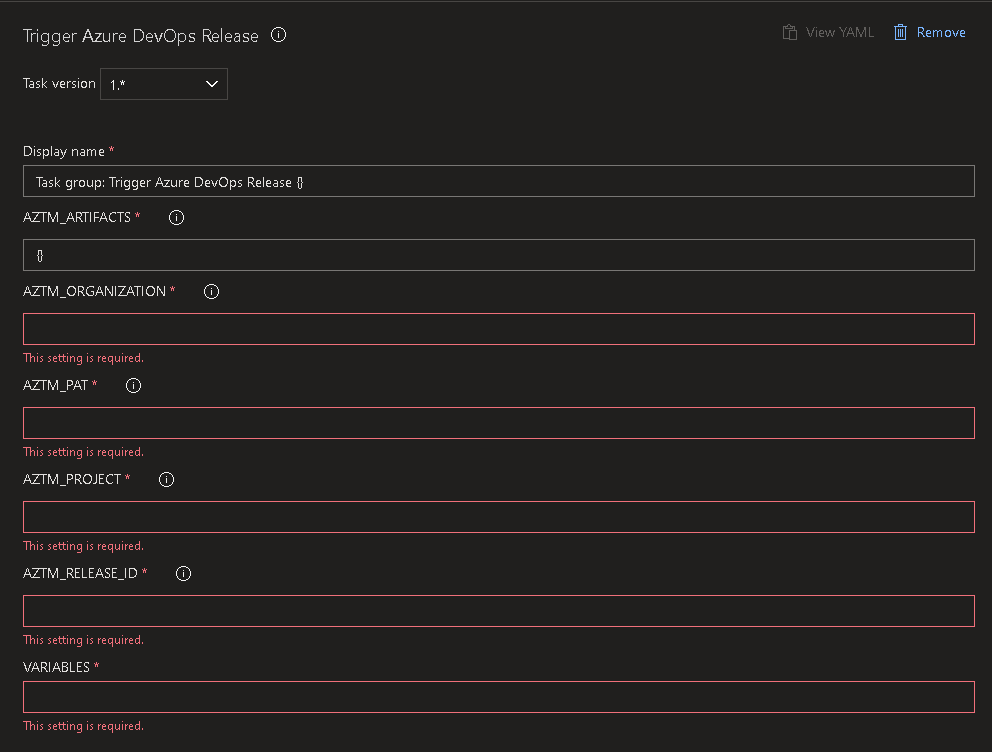 Trigger Azure DevOps Release
View YAML Remove
Task version 1.*
Display name *
Task group: Trigger Azure DevOps Release {}
AZTM_ARTIFACTS *
{}
AZTM_ORGANIZATION *
This setting is required.
AZTM_PAT *
This setting is required.
AZTM_PROJECT *
This setting is required.
AZTM_RELEASE_ID *
This setting is required.
VARIABLES *
This setting is required.